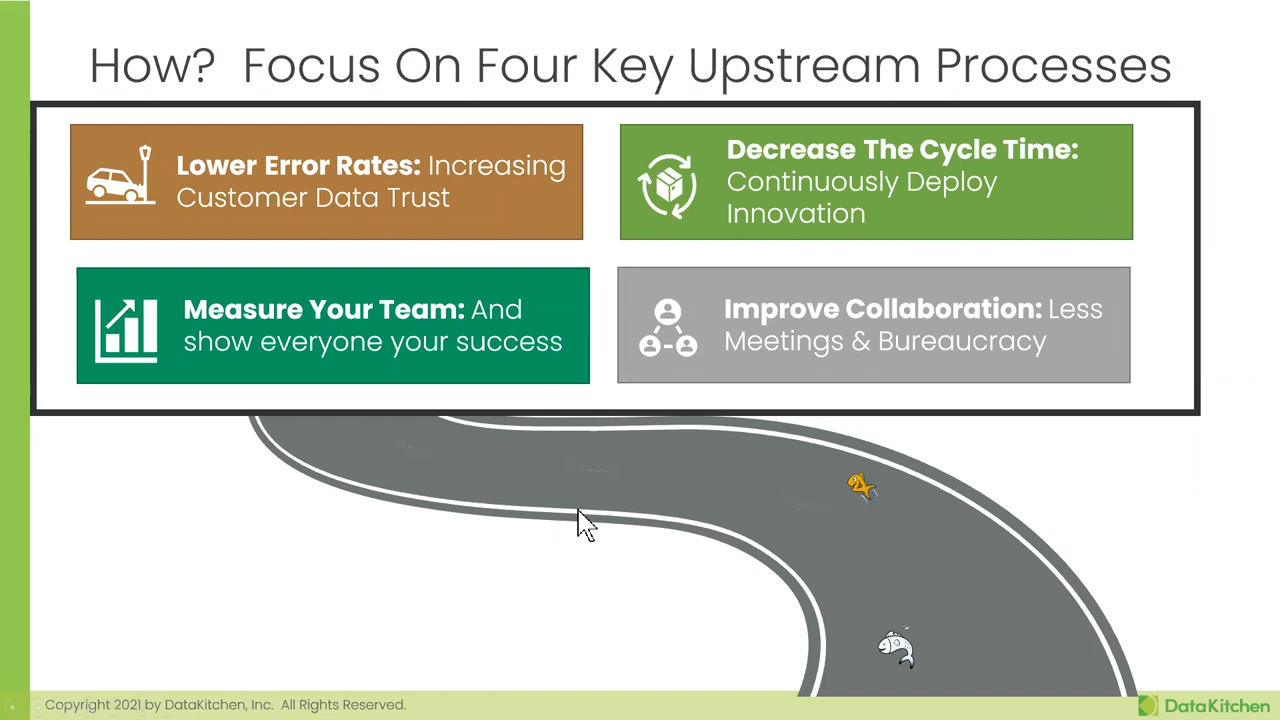 How? Focus On Four Key Upstream Processes
Lower Error Rates: Increasing
Customer Data Trust
Decrease The Cycle Time:
Continuously Deploy
Innovation
Measure Your Team: And
show everyone your success
Improve Collaboration: Less
Meetings & Bureaucracy
Copyright 2021 by DataKitchen, Inc. All Rights Reserved.
DataKitchen